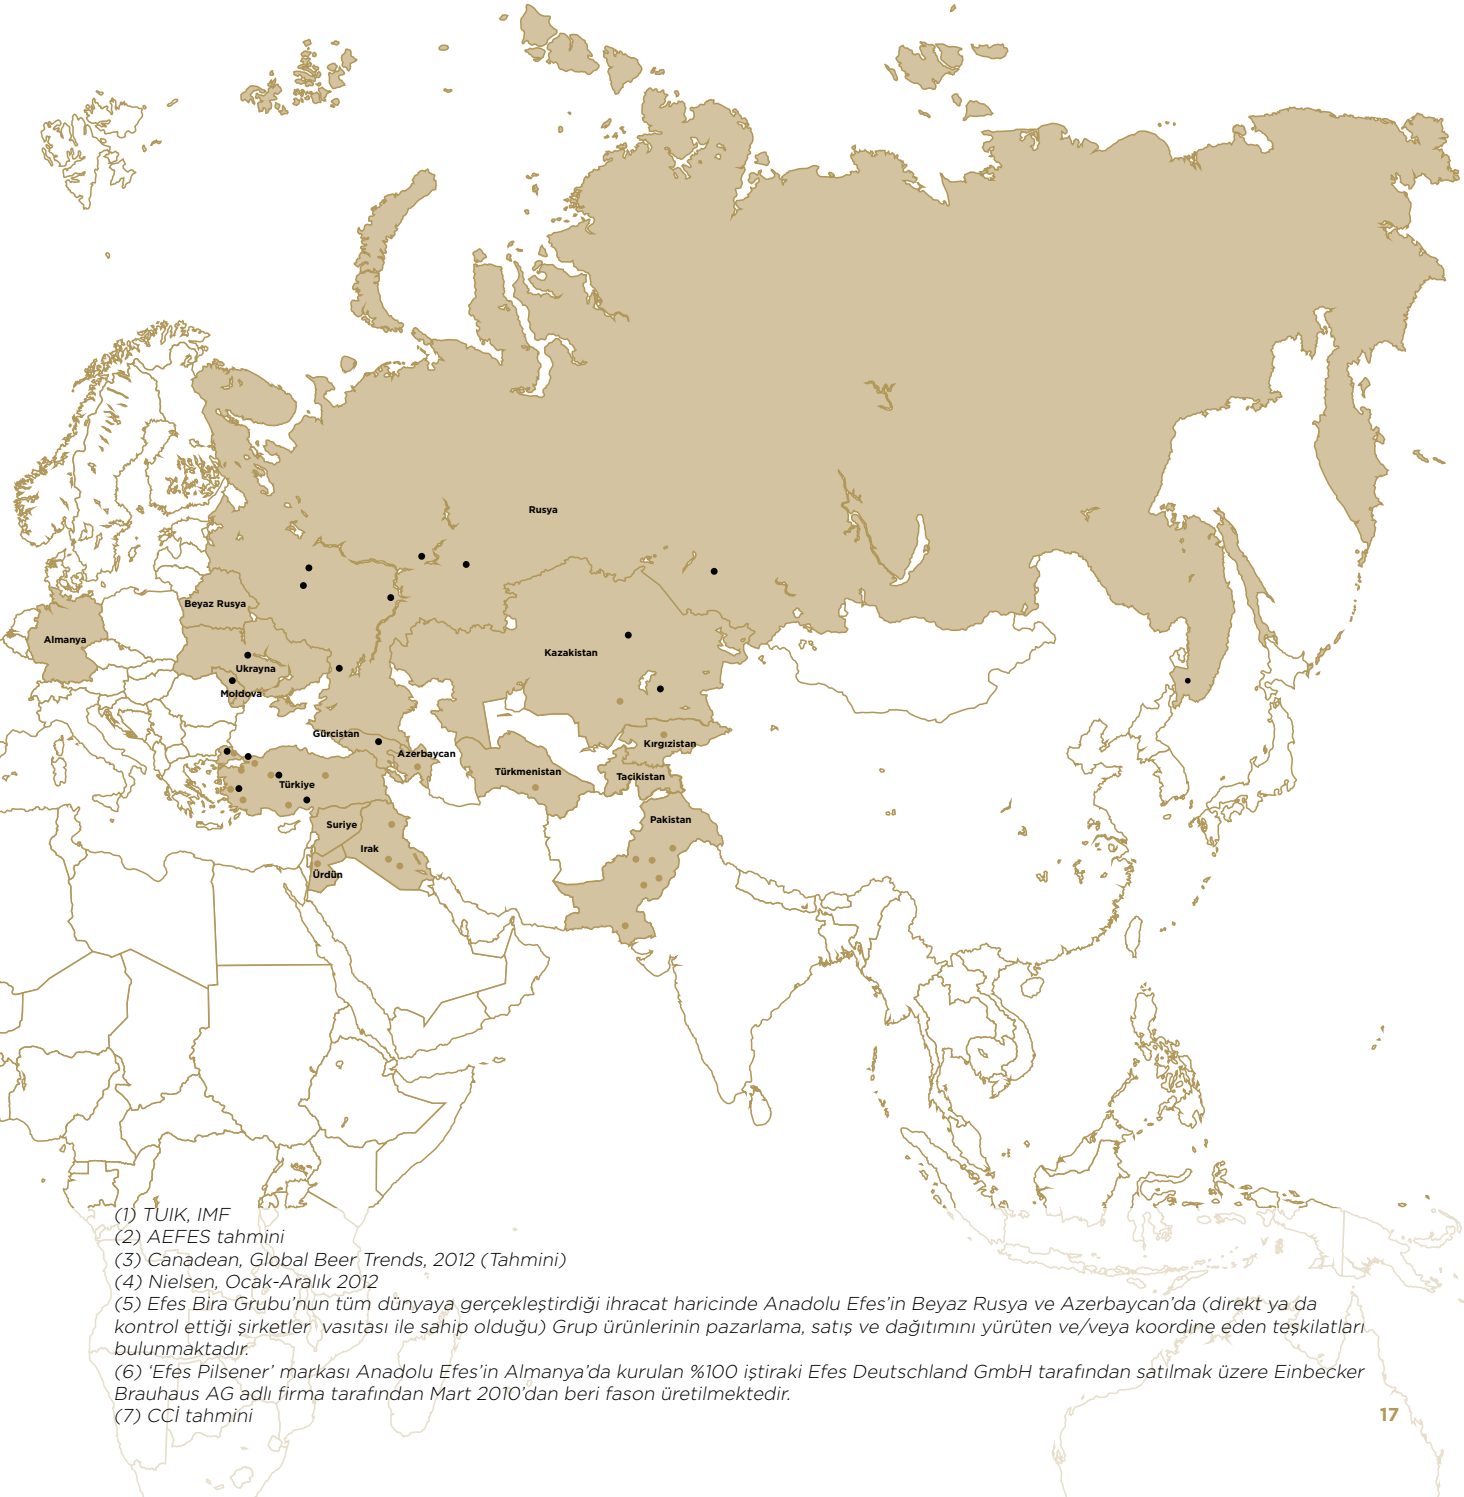 Rusya
Beyaz Rusya
Almanya
Kazakistan
Ukrayna
Moldova
Gürcistan
Kırgızistan
Azerbaycan
Türkmenistan
Tacikistan
Türkiye
Pakistan
Suriye
Irak
Ürdün
(1) TUIK, IMF
(2) AEFES tahmini
(3) Canadean, Global Beer Trends, 2012 (Tahmini)
(4) Nielsen, Ocak-Aralık 2012
(5) Efes Bira Grubu’nun tüm dünyaya gerçekleştirdiği ihracat haricinde Anadolu Efes’in Beyaz Rusya ve Azerbaycan’da (direkt ya da
kontrol ettiği şirketler vasıtası ile sahip olduğu) Grup ürünlerinin pazarlama, satış ve dağıtımını yürüten ve/veya koordine eden teşkilatları
bulunmaktadır.
(6) ‘Efes Pilsener’ markası Anadolu Efes’in Almanya’da kurulan %100 iştiraki Efes Deutschland GmbH tarafından satılmak üzere Einbecker
Brauhaus AG adlı firma tarafından Mart 2010’dan beri fason üretilmektedir.
(7) CCİ tahmini
17